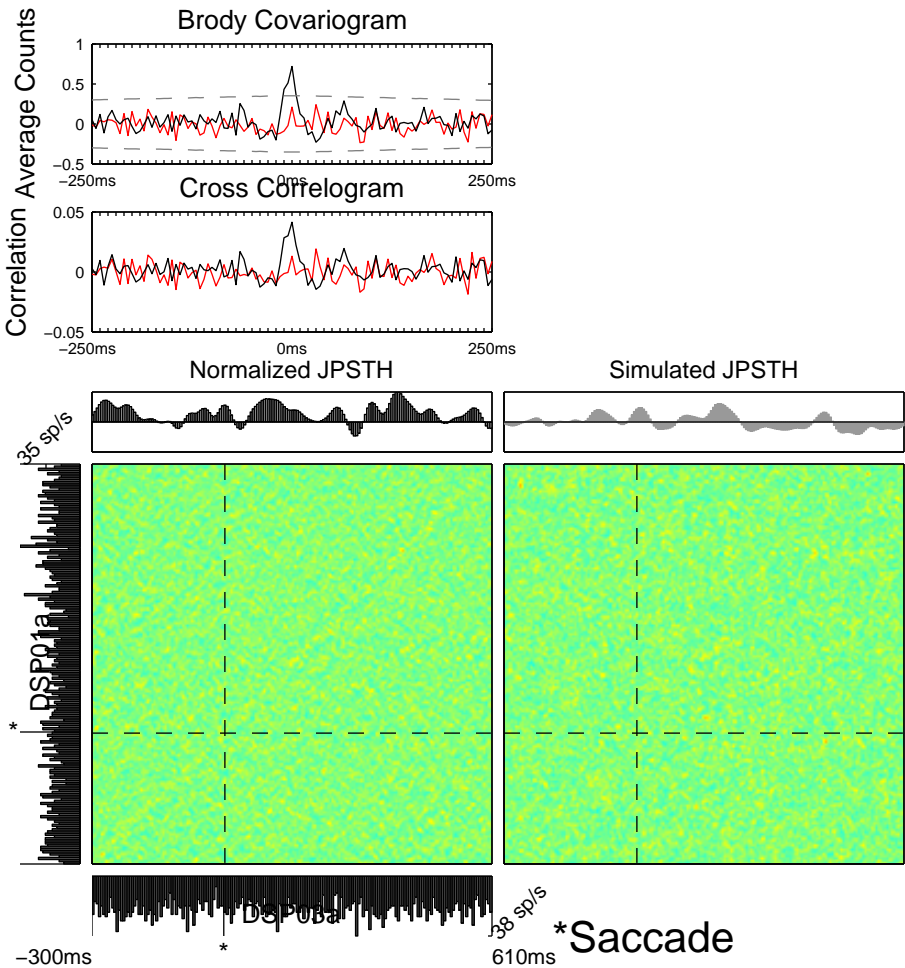 Brody Covariogram
Average Counts
1
0.5
0
−0.5
−250ms
0ms
250ms
Cross Correlogram
Correlation
0.05
0
−0.05
−250ms
0ms
250ms
Normalized JPSTH
Simulated JPSTH
35 sp/s
DSP01a
*
DSP03a
38 sp/s
*
*Saccade
−300ms
610ms